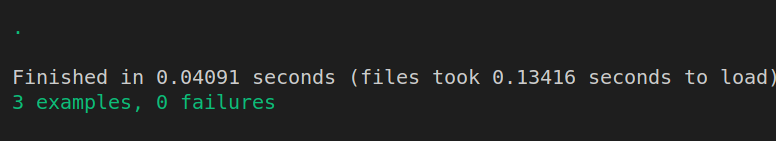 .
Finished in 0.04091 seconds (files took 0.13416 seconds to load)
3 examples, 0 failures